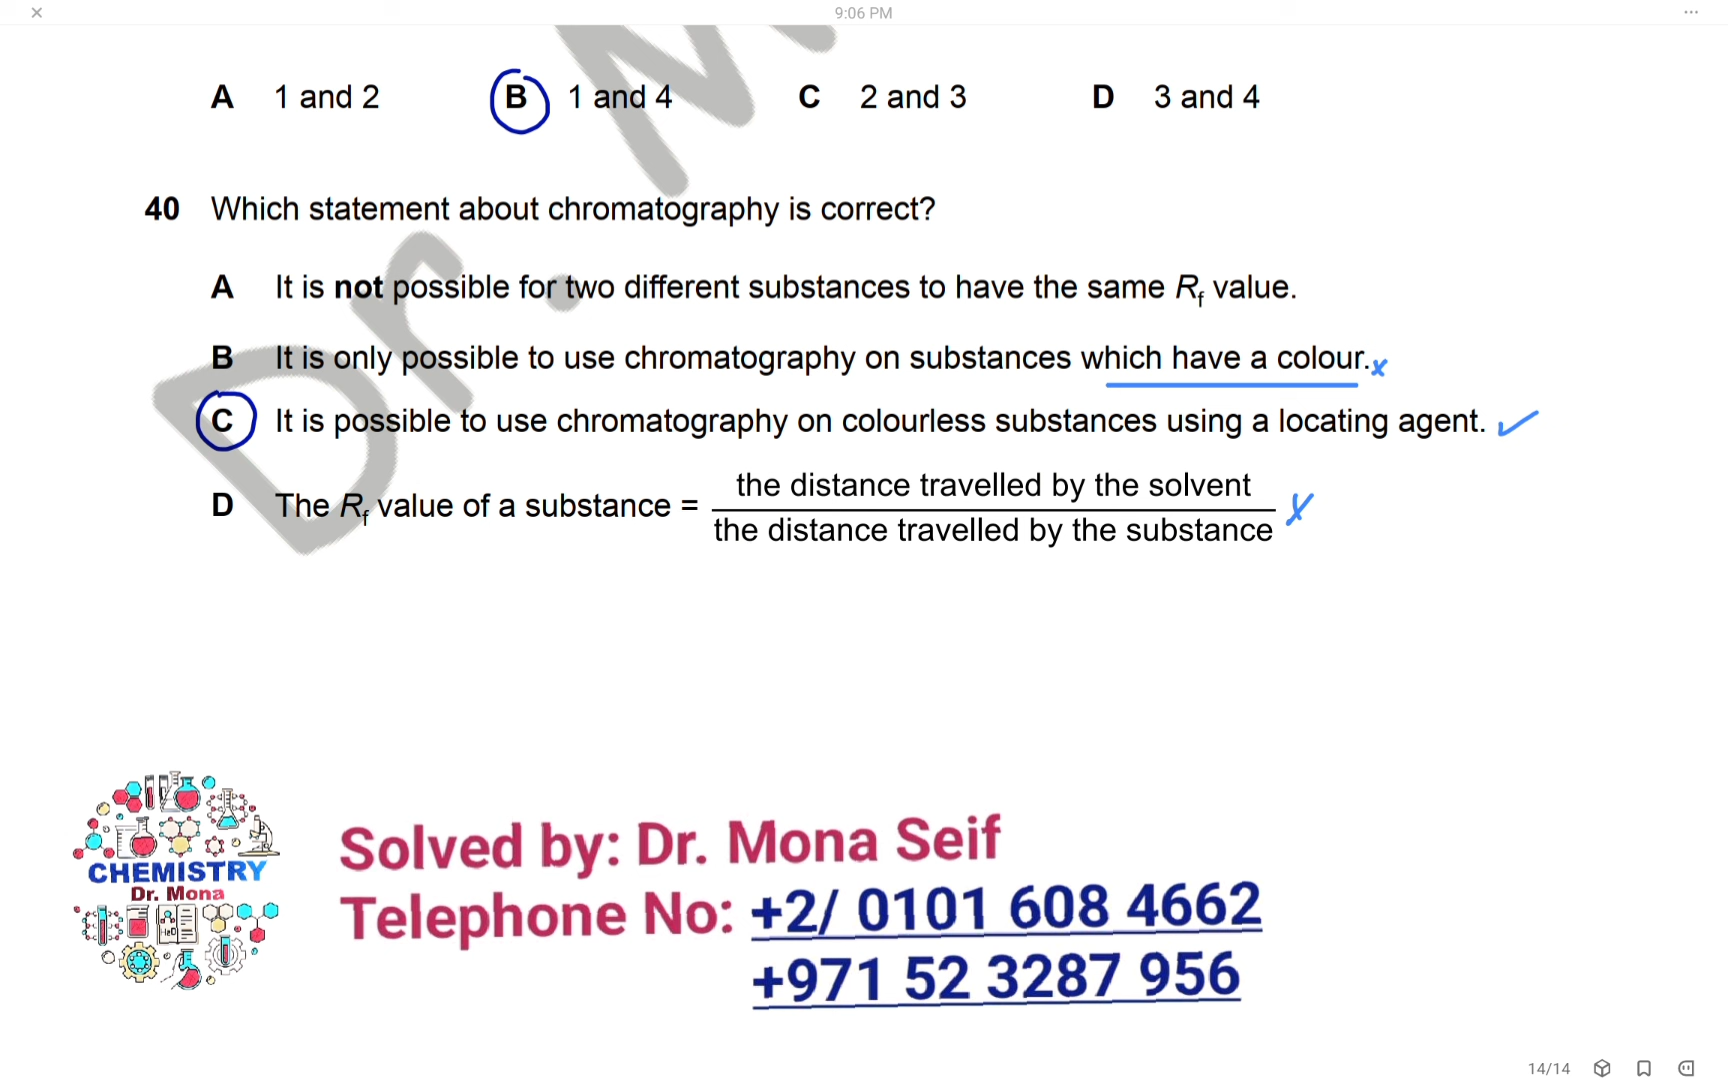 9:06 PM
A 1 and 2 B 1 and 4 C 2 and 3 D 3 and 4
40 Which statement about chromatography is correct?
A It is not possible for two different substances to have the same Rf value.
B It is only possible to use chromatography on substances which have a colour. x
C It is possible to use chromatography on colourless substances using a locating agent. ✓
the distance travelled by the solvent
D The Rf value of a substance = x
the distance travelled by the substance
Dr. M
CHEMISTRY
Dr. Mona
Solved by: Dr. Mona Seif
Telephone No: +2/ 0101 608 4662
+971 52 3287 956
14/14